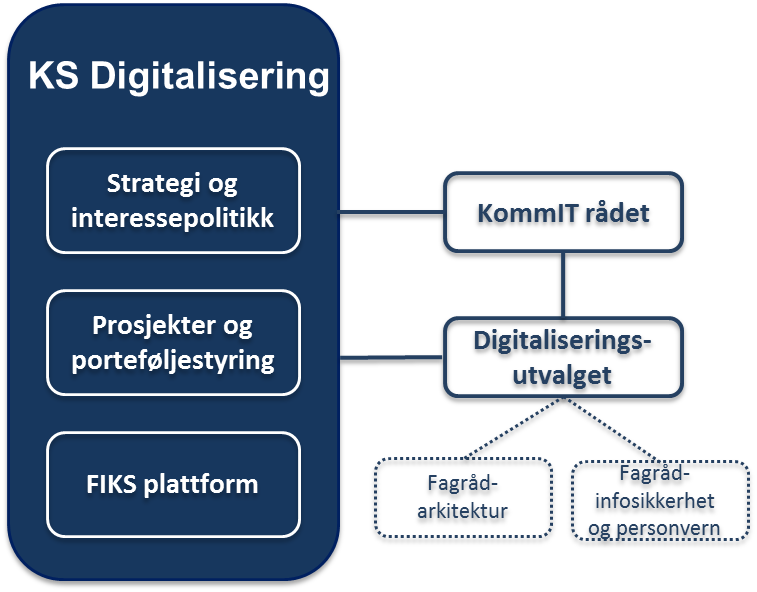 KS Digitalisering
Strategi og
interessepolitikk
Prosjekter og
porteføljestyring
FIKS plattform
KommIT rådet
Digitaliserings-
utvalget
Fagråd-
arkitektur
Fagråd-
infosikkerhet
og personvern